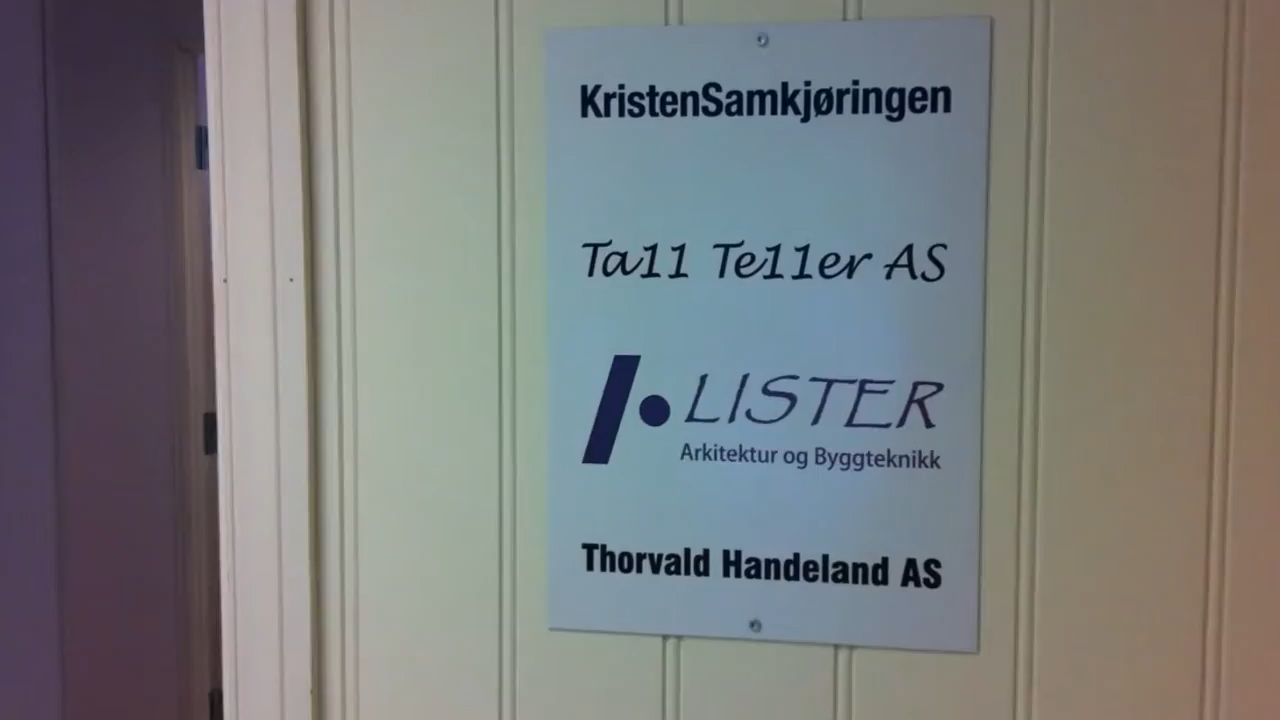 KristenSamkjøringen
Ta11 Te11er AS
LISTER
Arkitektur og Byggteknikk
Thorvald Handeland AS